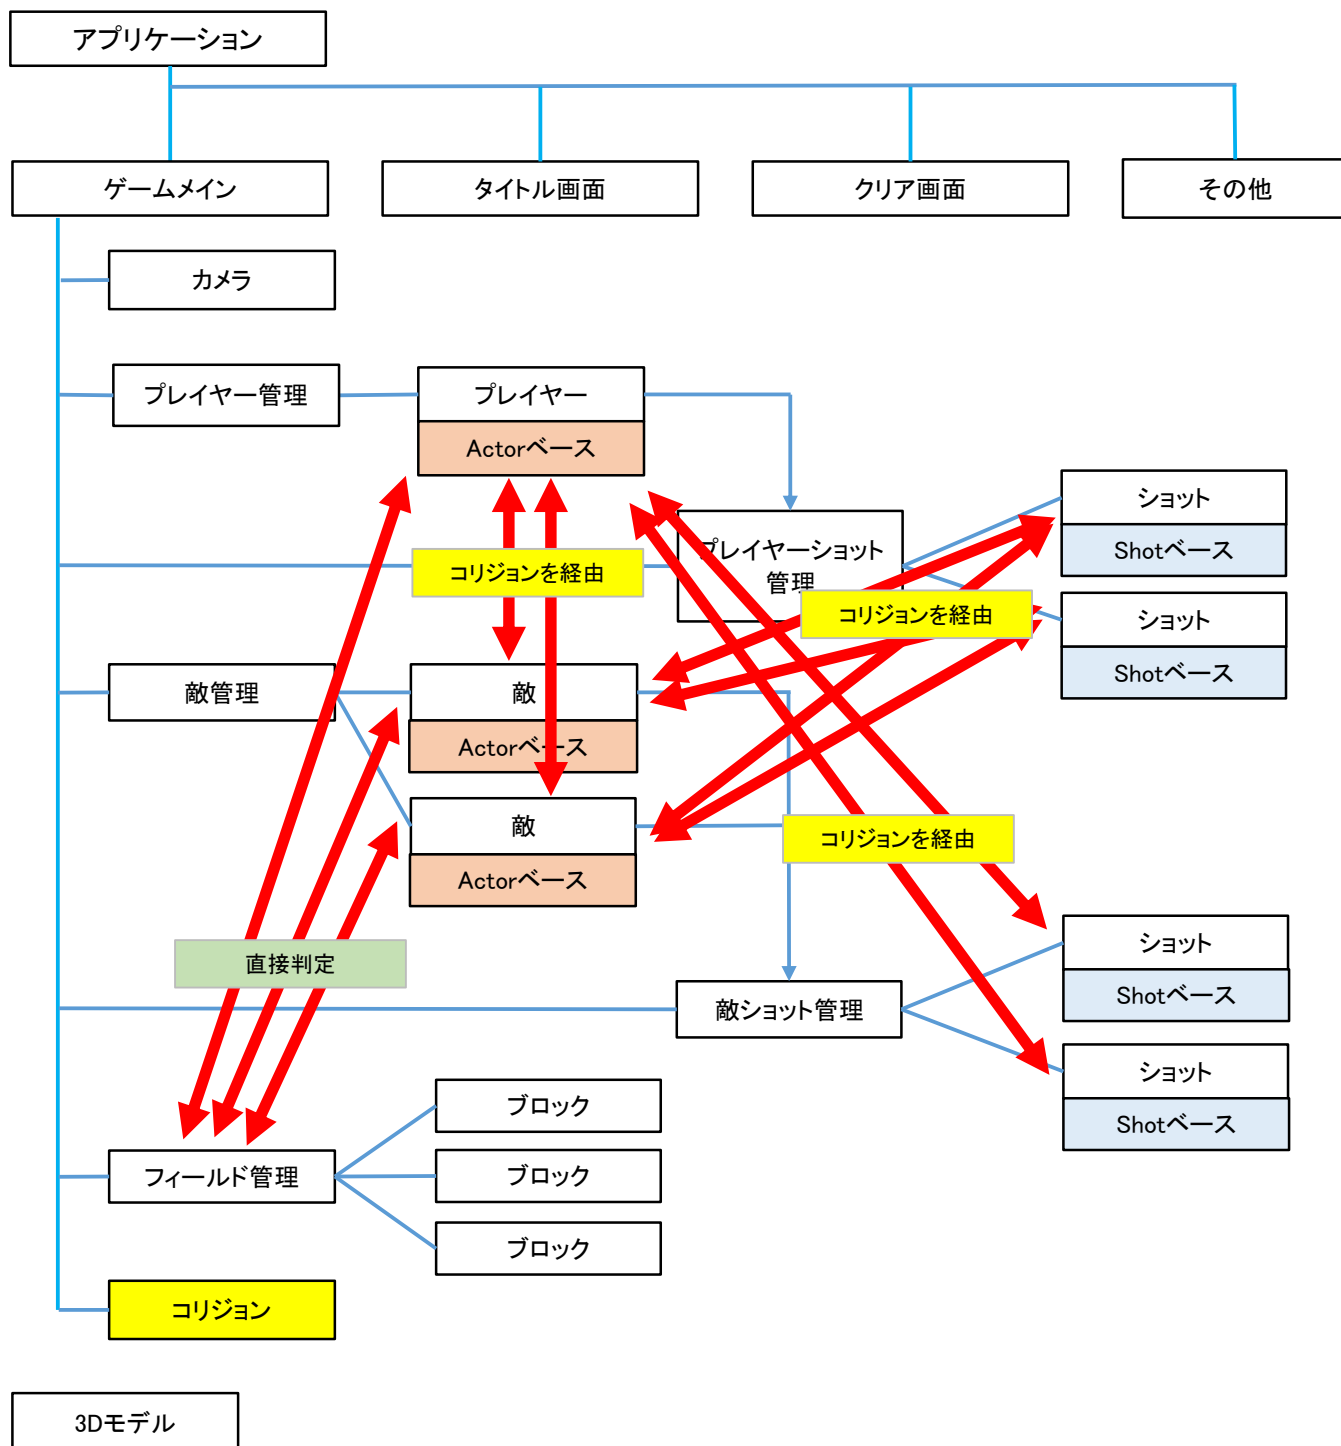 アプリケーション
ゲームメイン
タイトル画面
クリア画面
その他
カメラ
プレイヤー管理
プレイヤー
Actorベース
プレイヤーショット
管理
コリジョンを経由
ショット
Shotベース
コリジョンを経由
ショット
Shotベース
敵管理
敵
Actorベース
敵
Actorベース
コリジョンを経由
直接判定
敵ショット管理
ショット
Shotベース
ショット
Shotベース
フィールド管理
ブロック
ブロック
ブロック
コリジョン
3Dモデル